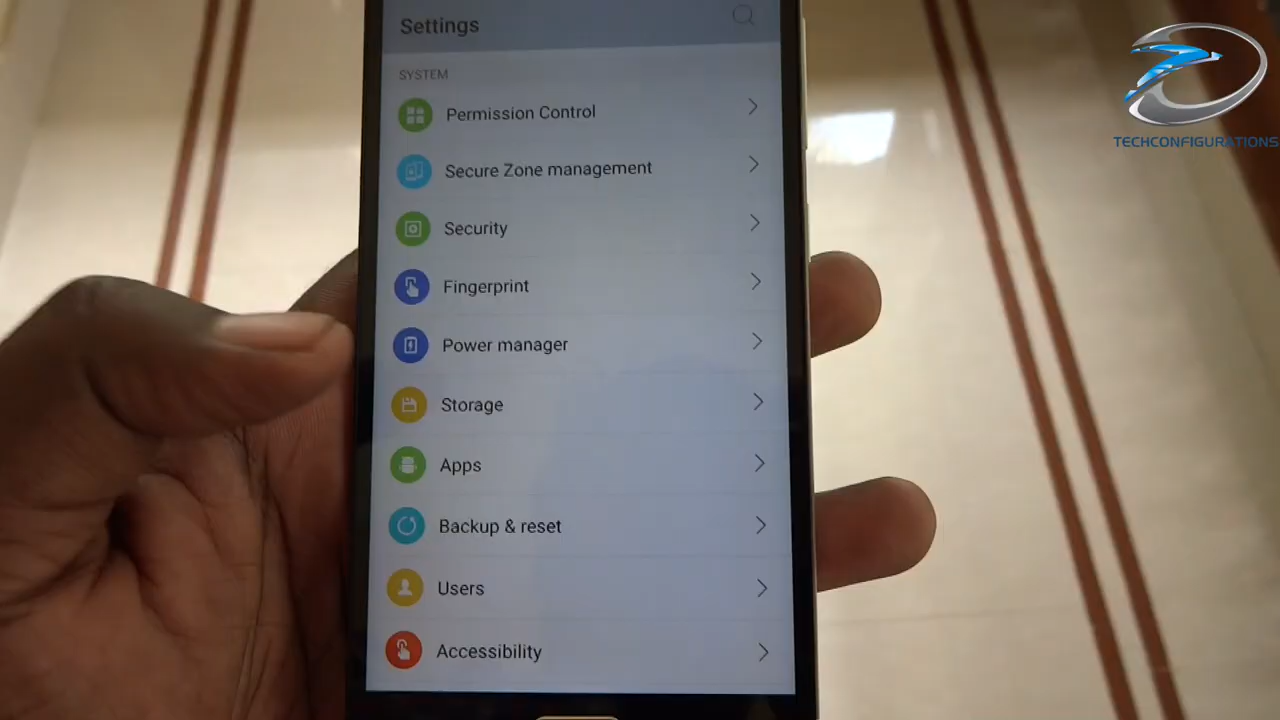 Settings
SYSTEM
Permission Control
Secure Zone management
Security
Fingerprint
Power manager
Storage
Apps
Backup & reset
Users
Accessibility
TECHCONFIGURATIONS